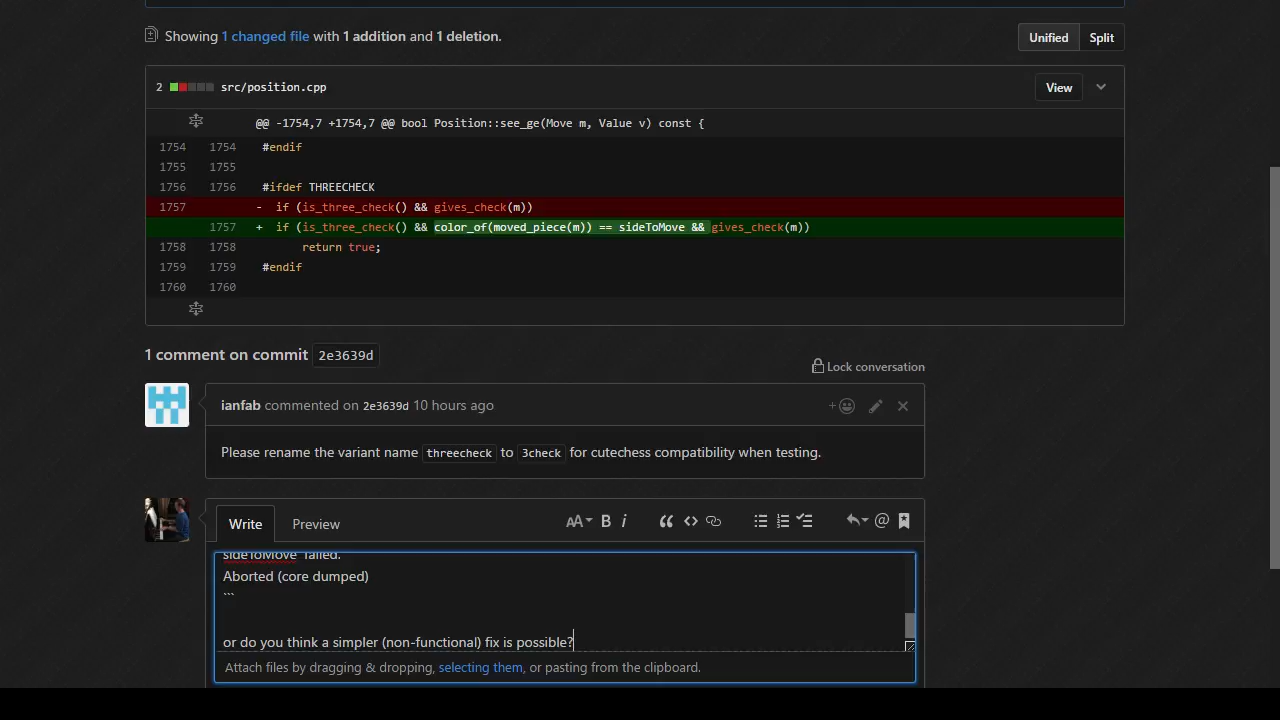 Showing 1 changed file with 1 addition and 1 deletion.
Unified Split
2 src/position.cpp View
@@ -1754,7 +1754,7 @@ bool Position::see_ge(Move m, Value v) const {
1754 1754 #endif
1755 1755
1756 1756 #ifdef THREECHECK
1757 - if (is_three_check() && gives_check(m))
1757 + if (is_three_check() && color_of(moved_piece(m)) == sideToMove && gives_check(m))
1758 1758 return true;
1759 1759 #endif
1760 1760
1 comment on commit 2e3639d
Lock conversation
ianfab commented on 2e3639d 10 hours ago
Please rename the variant name threecheck to 3check for cutechess compatibility when testing.
Write Preview AA B i
sideToMove' failed.
Aborted (core dumped)
```
or do you think a simpler (non-functional) fix is possible?
Attach files by dragging & dropping, selecting them, or pasting from the clipboard.